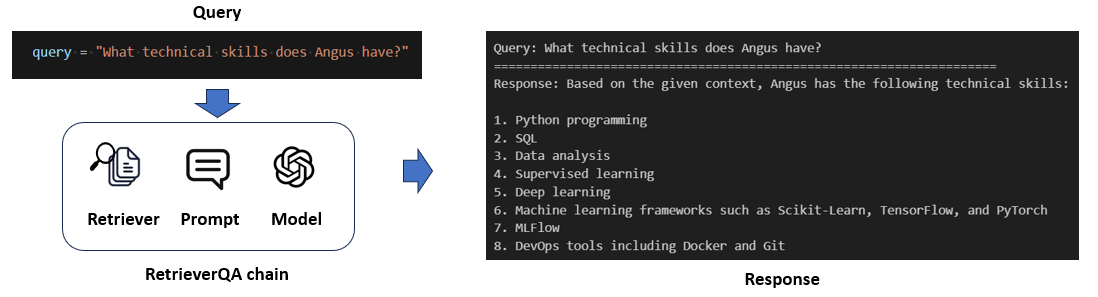 Query
query = "What technical skills does Angus have?"
Retriever Prompt Model
RetrieverQA chain
Query: What technical skills does Angus have?
====================================================================
Response: Based on the given context, Angus has the following technical skills:
1. Python programming
2. SQL
3. Data analysis
4. Supervised learning
5. Deep learning
6. Machine learning frameworks such as Scikit-Learn, TensorFlow, and PyTorch
7. MLFlow
8. DevOps tools including Docker and Git
Response